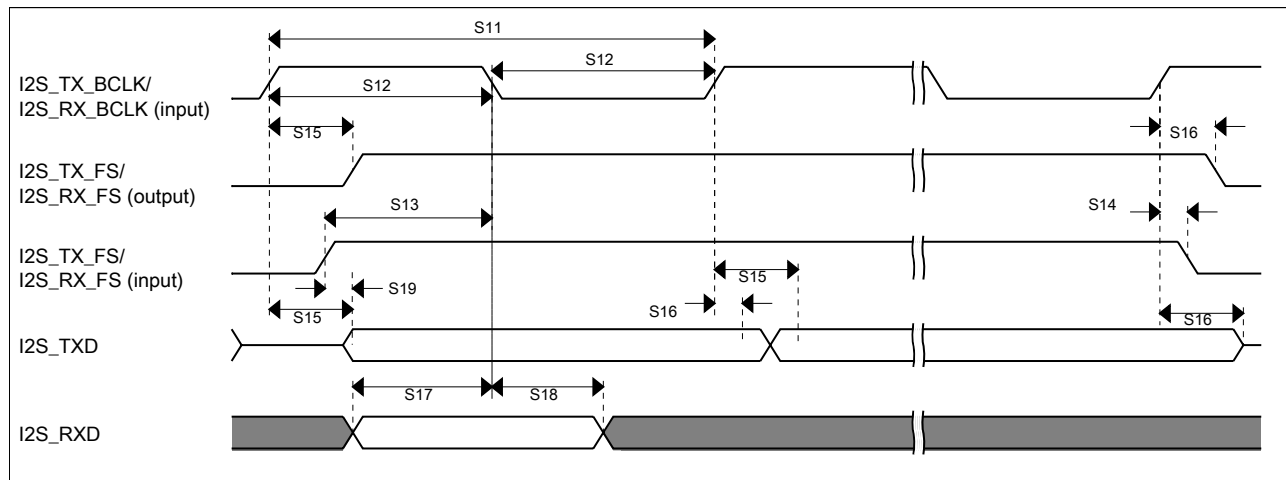 S11
S12
I2S_TX_BCLK/
I2S_RX_BCLK (input)
S12
S15
S16
I2S_TX_FS/
I2S_RX_FS (output)
S13
S14
I2S_TX_FS/
I2S_RX_FS (input)
S15
S19
S15
S16
S16
I2S_TXD
S17
S18
I2S_RXD